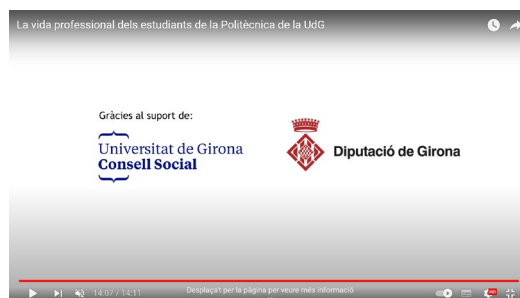 La vida professional dels estudiants de la Politècnica de la UdG
Gràcies al suport de:
Universitat de Girona
Consell Social
Diputació de Girona
14:07 / 14:11
Desplaça't per la pàgina per veure més informació
HD